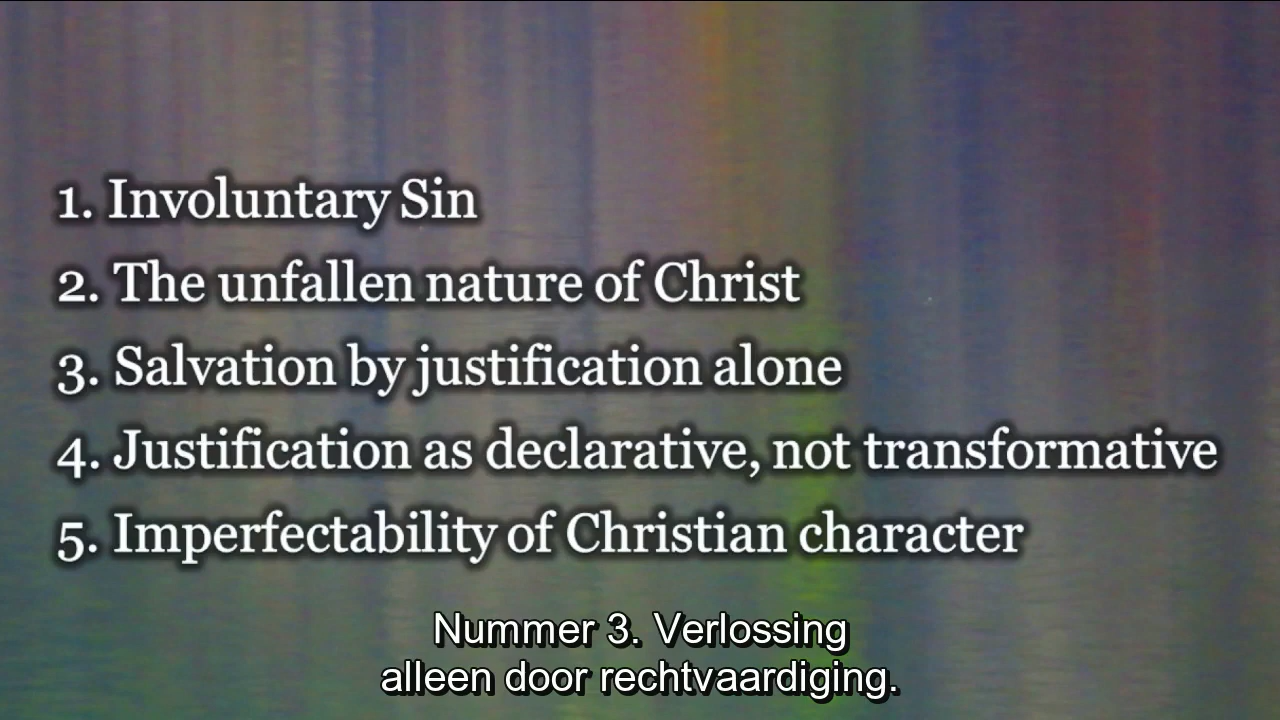 1. Involuntary Sin
2. The unfallen nature of Christ
3. Salvation by justification alone
4. Justification as declarative, not transformative
5. Imperfectability of Christian character
Nummer 3. Verlossing
alleen door rechtvaardiging.